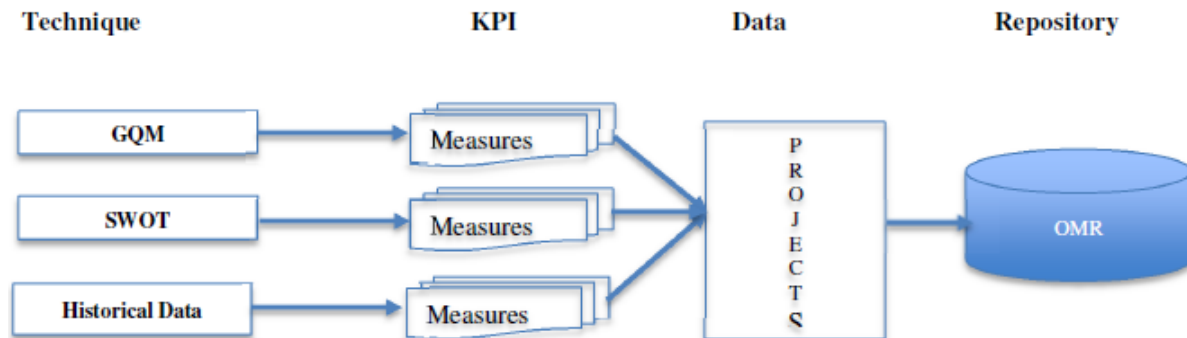 Technique KPI Data Repository
GQM
Measures
SWOT
Measures
Historical Data
Measures
P
R
O
J
E
C
T
S
OMR